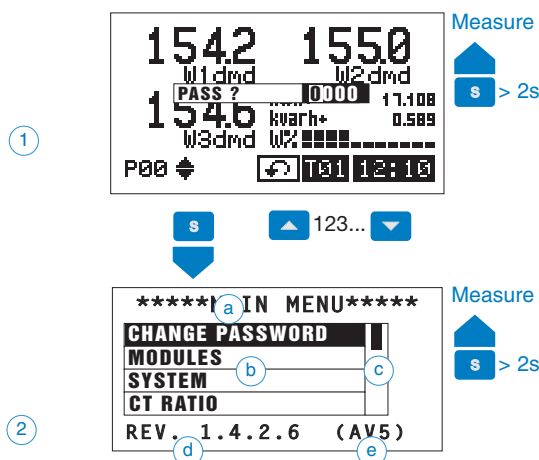 Measure
154.2 155.0
W1dmd W2dmd
S > 2s
PASS ? 0000
17.108
154.6 kvarh+ 0.589
W3dmd W%
1
P00 T01 12:10
S 123...
*****M IN MENU***** Measure
a
CHANGE PASSWORD
MODULES
S > 2s
b c
SYSTEM
CT RATIO
2
REV. 1.4.2.6 (AV5)
d e